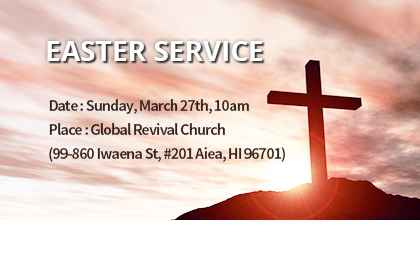 EASTER SERVICE
Date : Sunday, March 27th, 10am
Place : Global Revival Church
(99-860 Iwaena St, #201 Aiea, HI 96701)